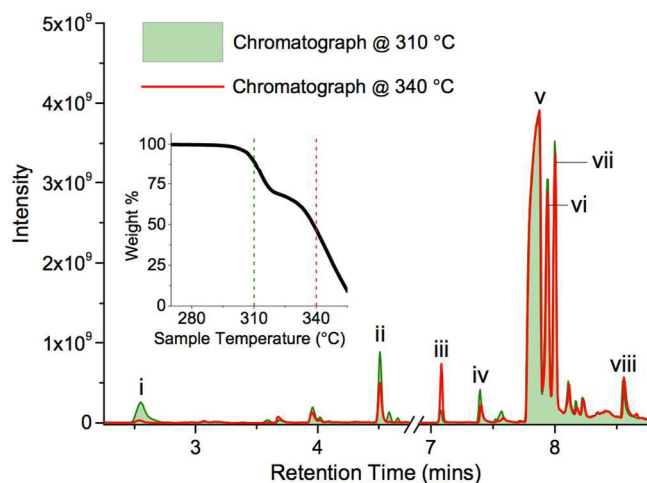 5x10⁹
4x10⁹
3x10⁹
2x10⁹
1x10⁹
0
Intensity
Chromatograph @ 310 °C
Chromatograph @ 340 °C
100
75
50
25
0
Weight %
280 310 340
Sample Temperature (°C)
i
ii
iii
iv
v
vi
vii
viii
3 4 7 8
Retention Time (mins)